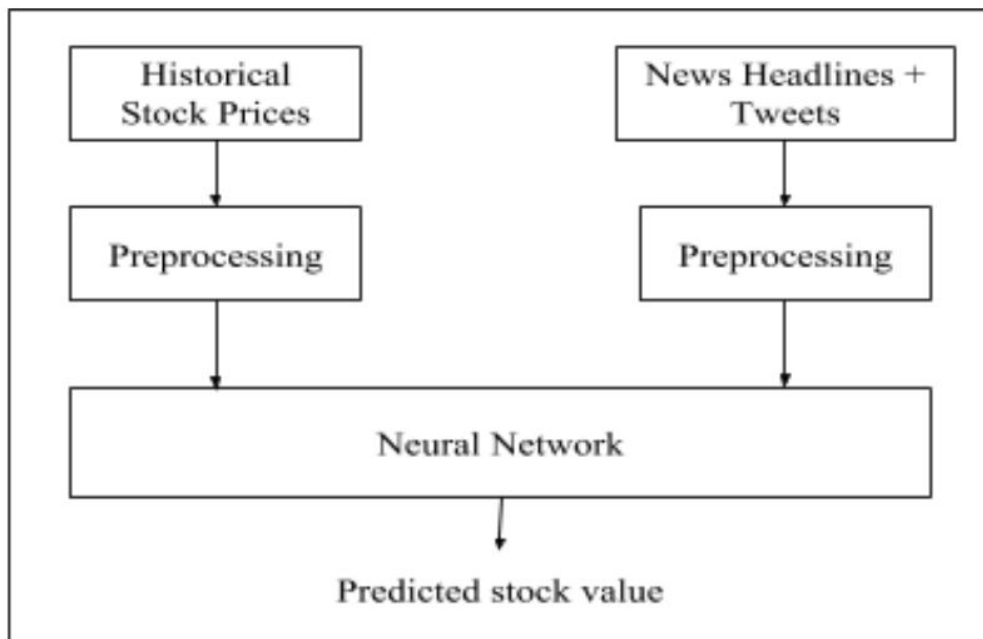 Historical
Stock Prices
News Headlines +
Tweets
Preprocessing
Preprocessing
Neural Network
Predicted stock value